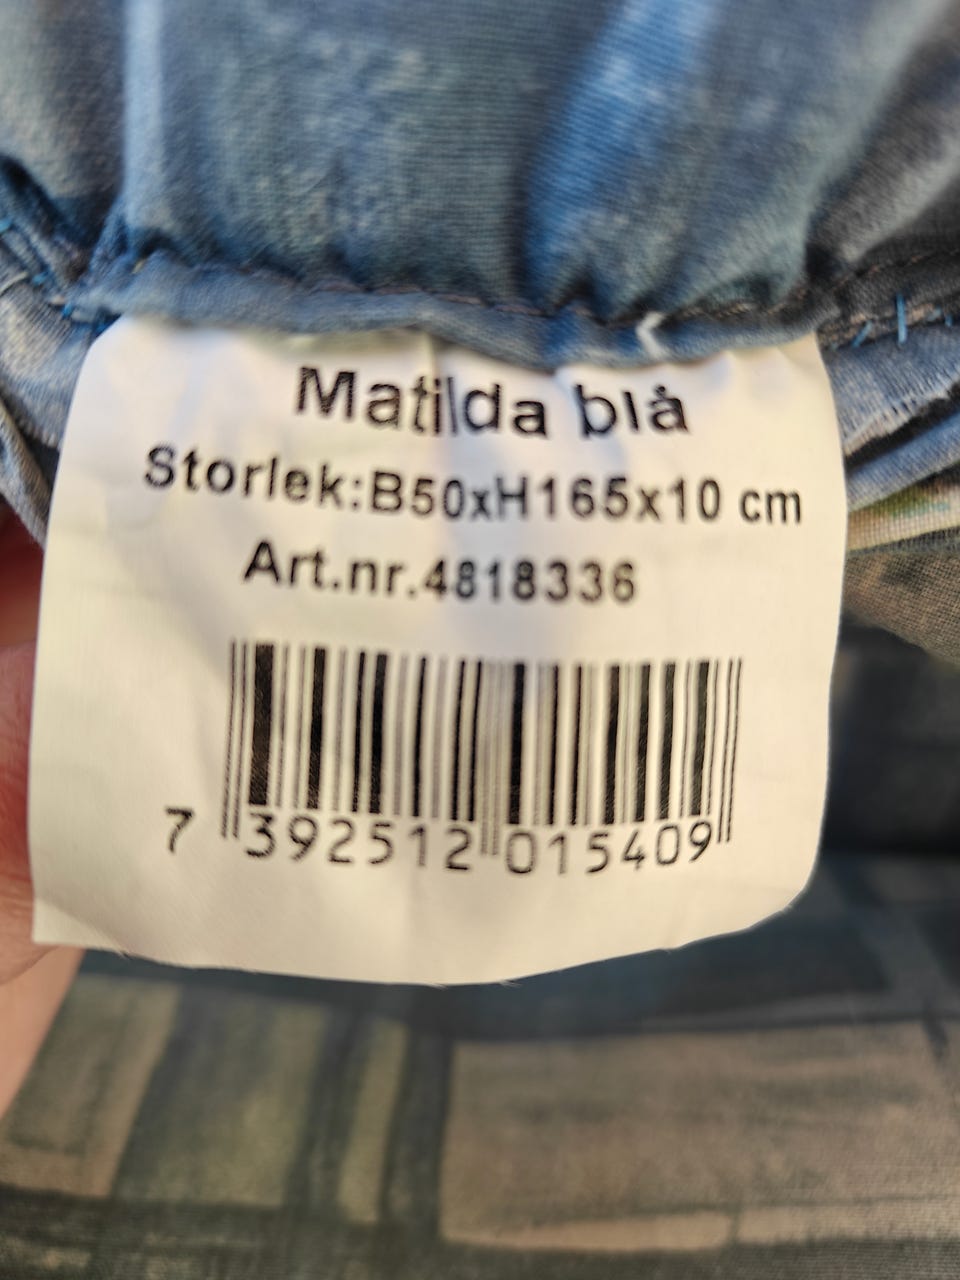 Matilda blå
Storlek:B50xH165x10 cm
Art.nr.4818336
7 392512 015409